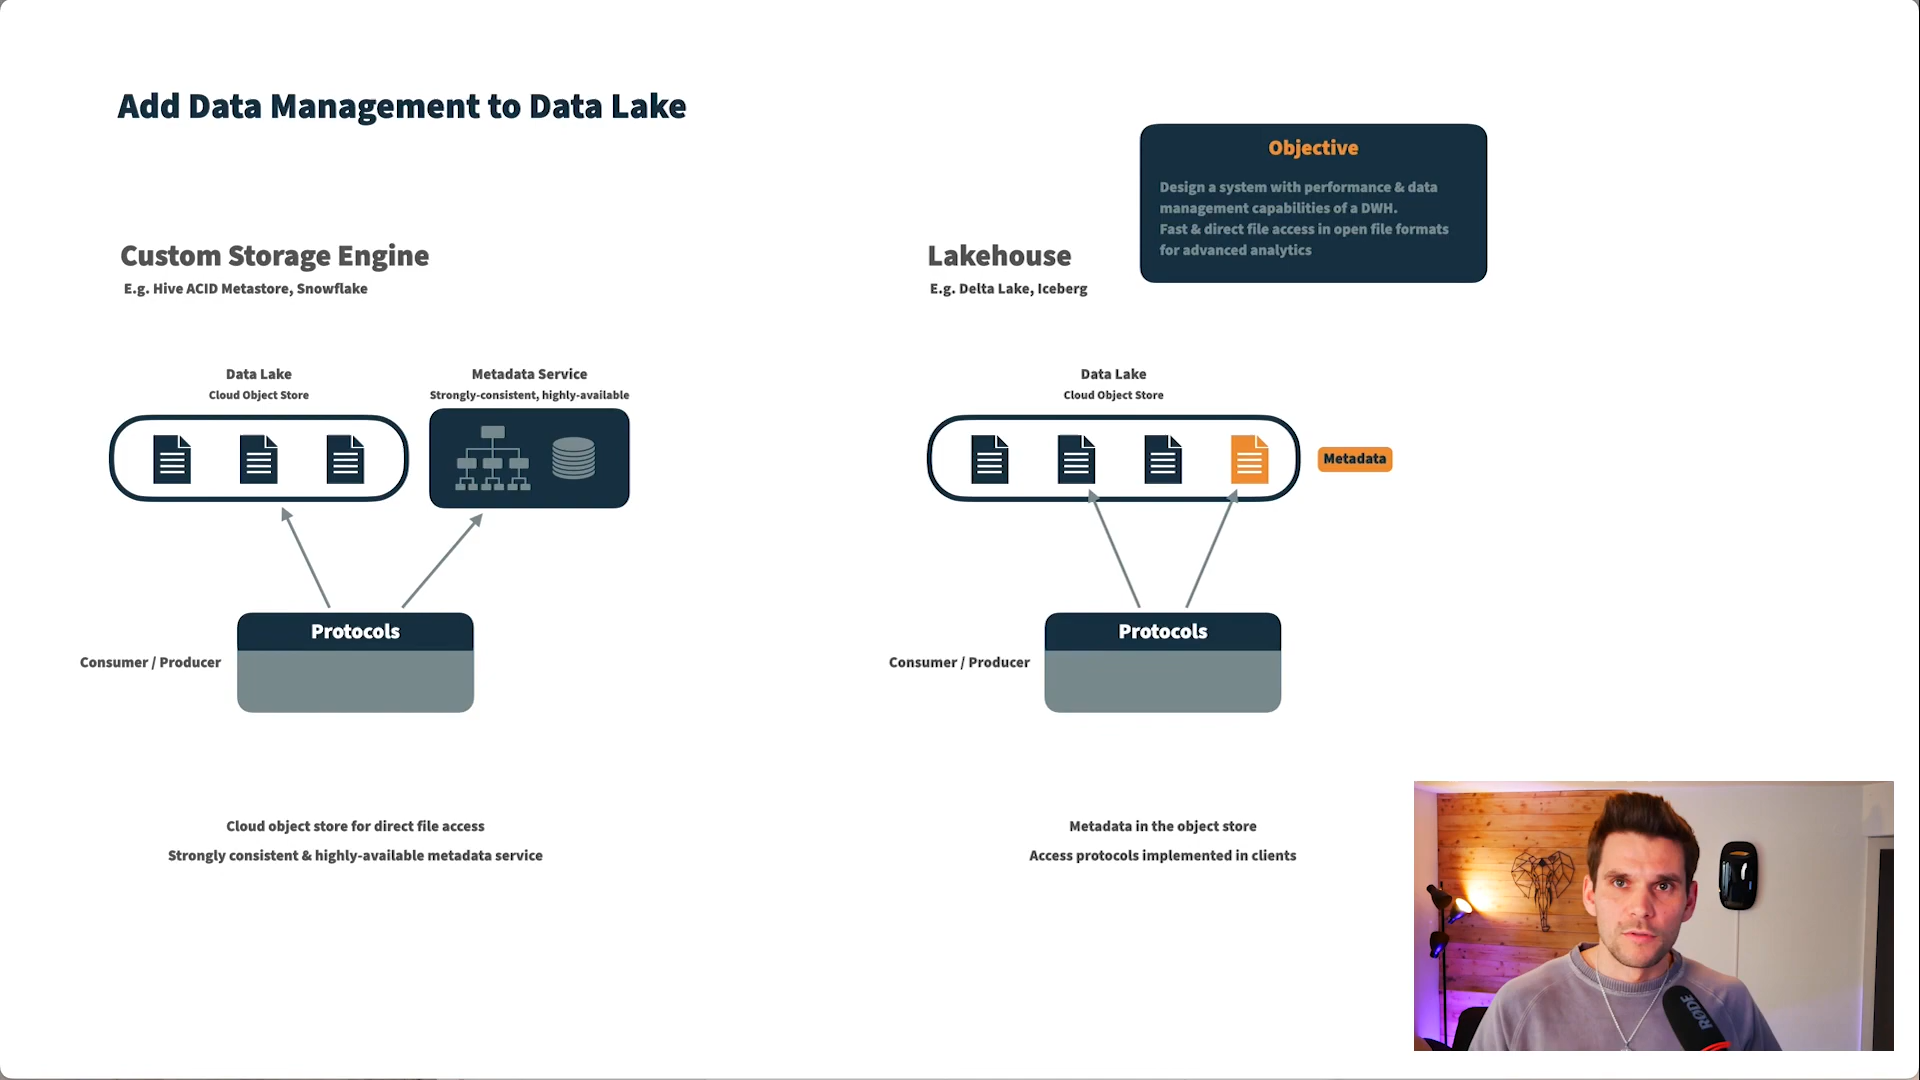 Add Data Management to Data Lake
Objective
Design a system with performance & data
management capabilities of a DWH.
Fast & direct file access in open file formats
for advanced analytics
Custom Storage Engine
E.g. Hive ACID Metastore, Snowflake
Data Lake
Cloud Object Store
Metadata Service
Strongly-consistent, highly-available
Protocols
Consumer / Producer
Cloud object store for direct file access
Strongly consistent & highly-available metadata service
Lakehouse
E.g. Delta Lake, Iceberg
Data Lake
Cloud Object Store
Metadata
Protocols
Consumer / Producer
Metadata in the object store
Access protocols implemented in clients
RØDE